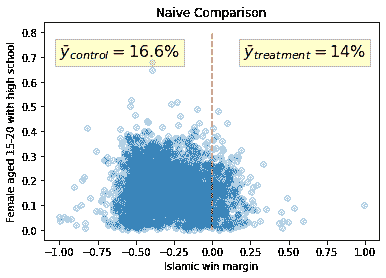 Naive Comparison
ȳcontrol = 16.6%
ȳtreatment = 14%
Female aged 15-20 with high school
0.8
0.7
0.6
0.5
0.4
0.3
0.2
0.1
0.0
−1.00 −0.75 −0.50 −0.25 0.00 0.25 0.50 0.75 1.00
Islamic win margin